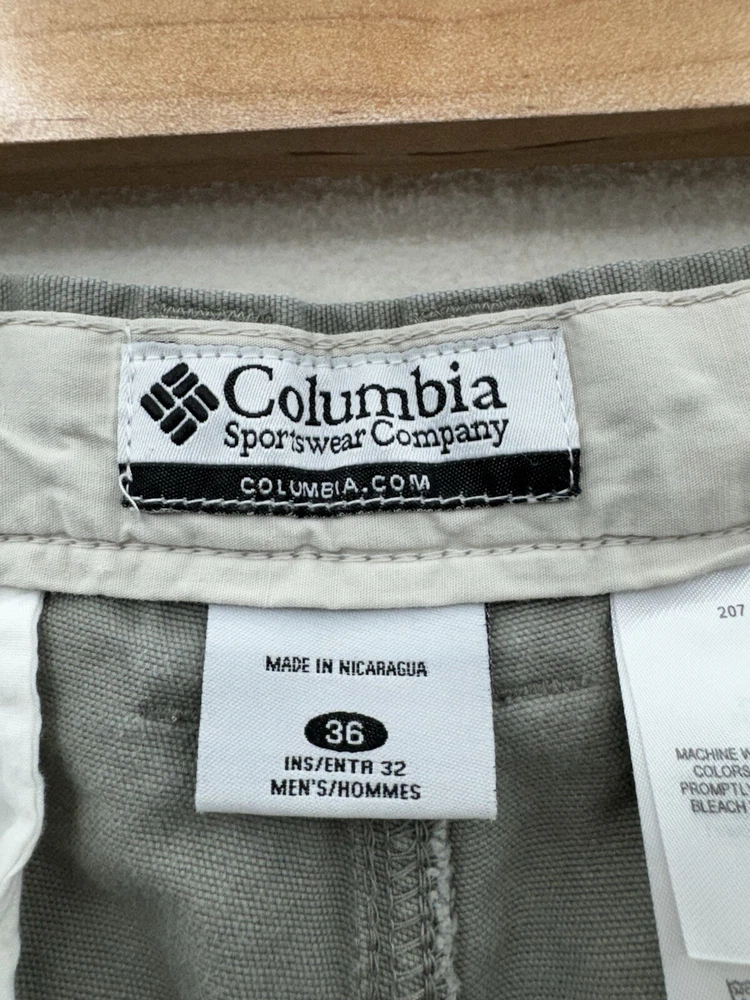 Columbia
Sportswear Company
COLUMBIA.COM
MADE IN NICARAGUA
36
INS/ENTR 32
MEN'S/HOMMES
207
MACHINE
COLORS
PROMPTLY
BLEACH